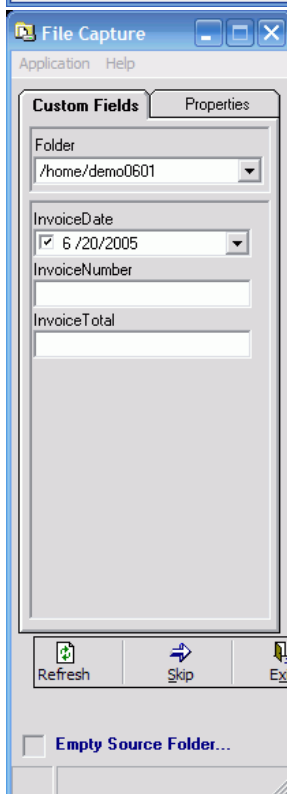 File Capture
Application Help
Custom Fields Properties
Folder
/home/demo0601
InvoiceDate
6 /20/2005
InvoiceNumber
InvoiceTotal
Refresh Skip Ex
Empty Source Folder...